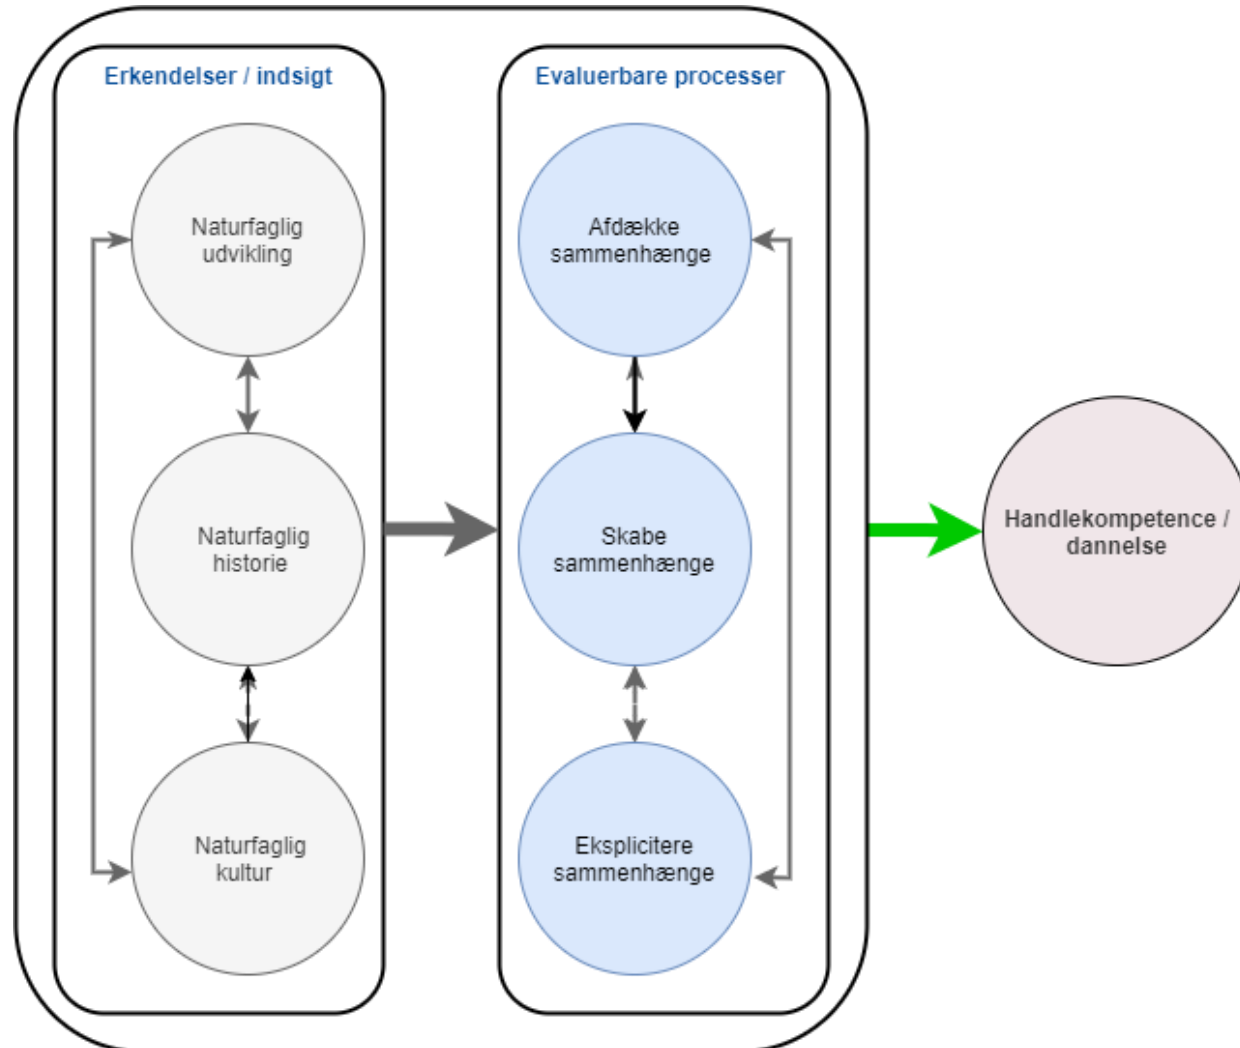 Erkendelser / indsigt
Naturfaglig
udvikling
Naturfaglig
historie
Naturfaglig
kultur
Evaluerbare processer
Afdække
sammenhænge
Skabe
sammenhænge
Eksplicitere
sammenhænge
Handlekompetence /
dannelse